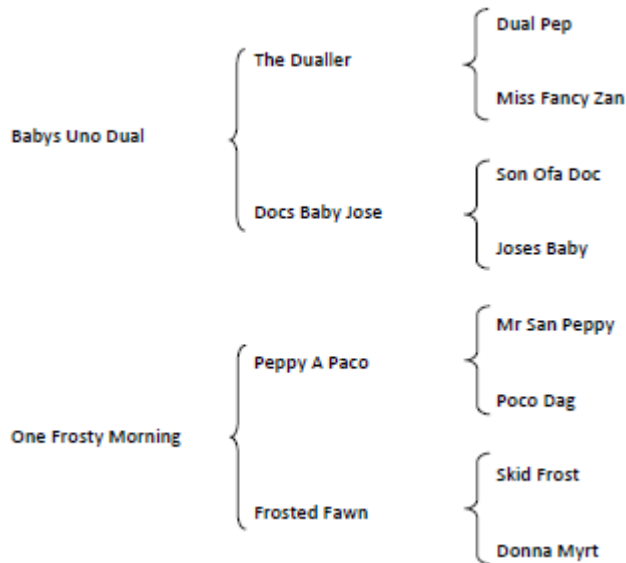 Dual Pep
The Dualler
Miss Fancy Zan
Babys Uno Dual
Son Ofa Doc
Docs Baby Jose
Joses Baby
Mr San Peppy
Peppy A Paco
Poco Dag
One Frosty Morning
Skid Frost
Frosted Fawn
Donna Myrt